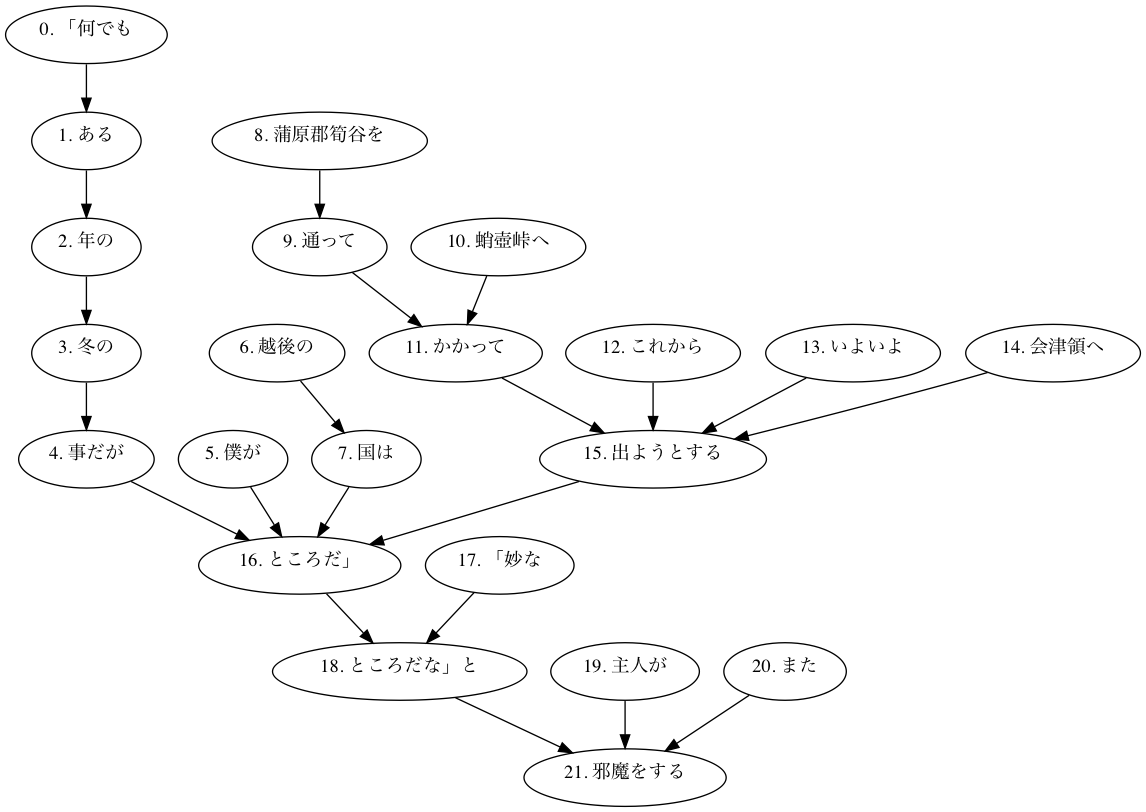 0. 「何でも
1. ある
8. 蒲原郡筍谷を
2. 年の
9. 通って
10. 蛸壺峠へ
3. 冬の
6. 越後の
11. かかって
12. これから
13. いよいよ
14. 会津領へ
4. 事だが
5. 僕が
7. 国は
15. 出ようとする
16. ところだ」
17. 「妙な
18. ところだな」と
19. 主人が
20. また
21. 邪魔をする